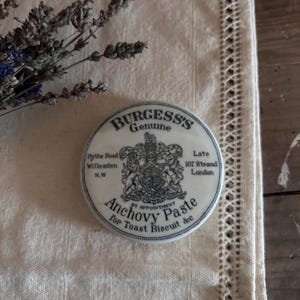 BURGESS'S
Genuine
Hythe Road
Willesden
N.W
Late
107 Strand
London
BY APPOINTMENT
Anchovy Paste
For Toast Biscuit &c